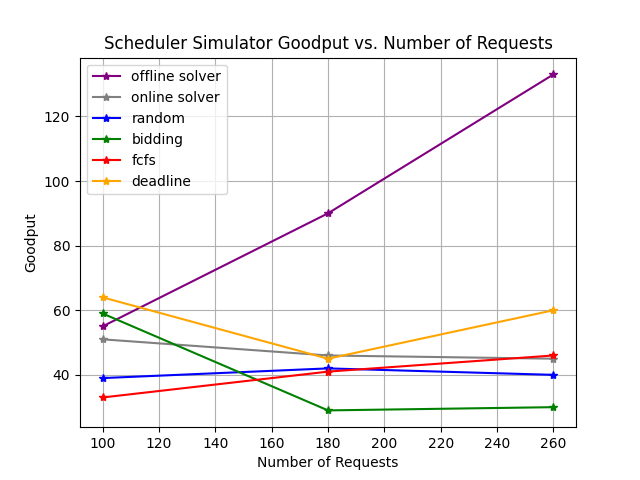 Scheduler Simulator Goodput vs. Number of Requests
offline solver
online solver
random
bidding
fcfs
deadline
Goodput
120
100
80
60
40
100 120 140 160 180 200 220 240 260
Number of Requests